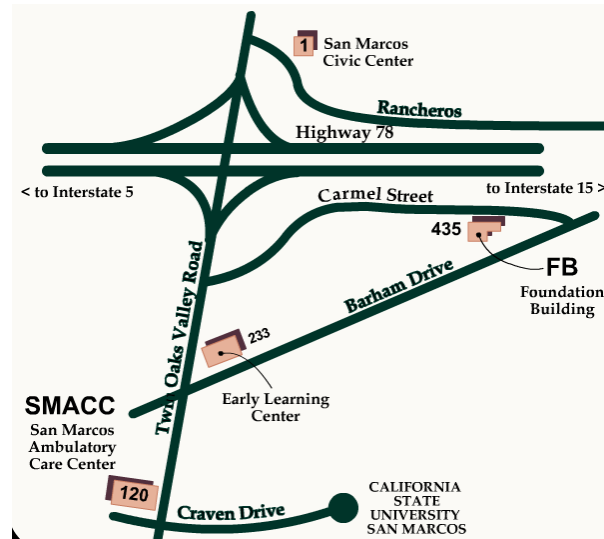 1
San Marcos
Civic Center
Rancheros
Highway 78
< to Interstate 5
to Interstate 15 >
Carmel Street
435
FB
Foundation
Building
Barham Drive
Twin Oaks Valley Road
233
Early Learning
Center
SMACC
San Marcos
Ambulatory
Care Center
120
Craven Drive
CALIFORNIA
STATE
UNIVERSITY
SAN MARCOS